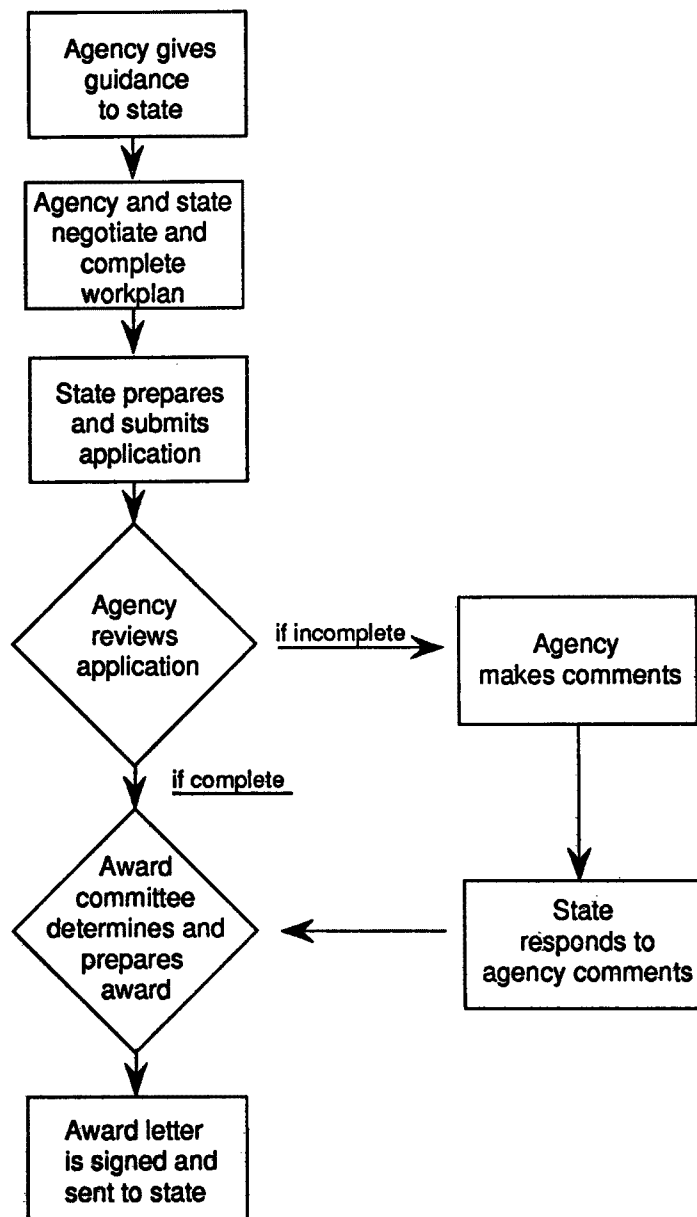 Agency gives
guidance
to state
Agency and state
negotiate and
complete
workplan
State prepares
and submits
application
Agency
reviews
application
if incomplete
Agency
makes comments
if complete
Award
committee
determines and
prepares
award
State
responds to
agency comments
Award letter
is signed and
sent to state